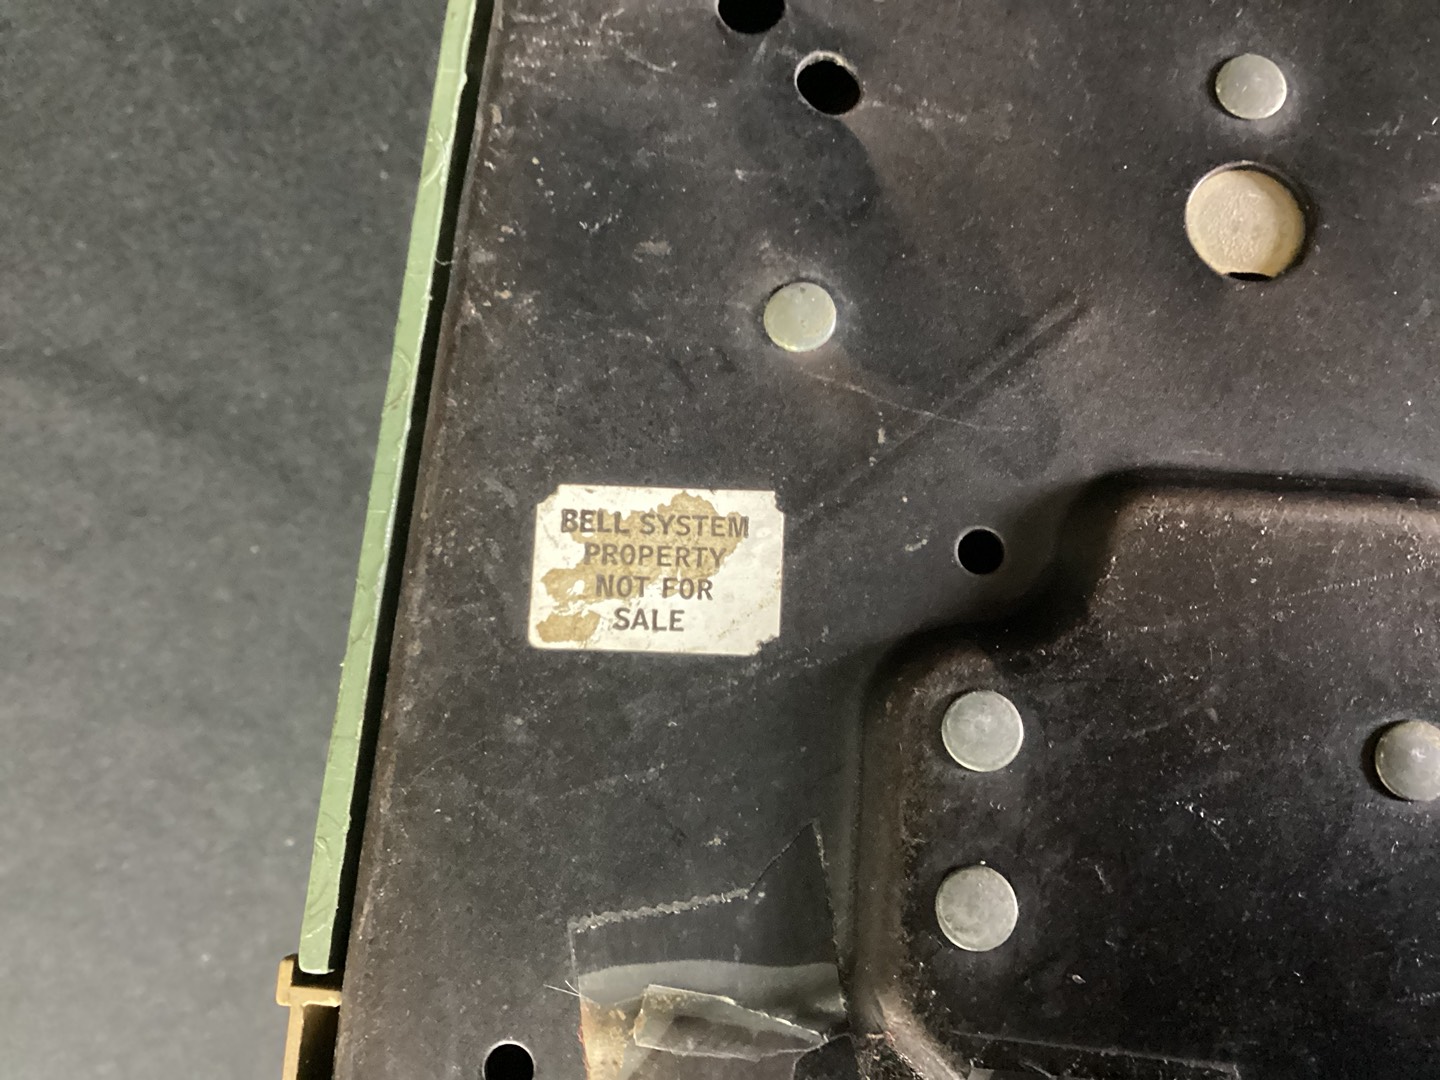 BELL SYSTEM
PROPERTY
NOT FOR
SALE